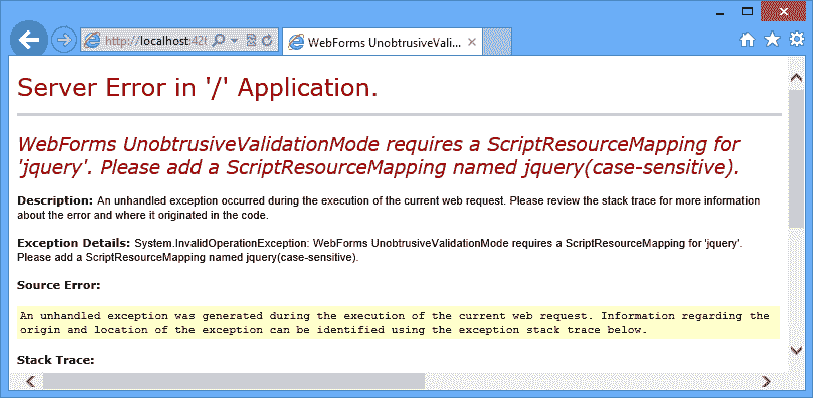 http://localhost:42
WebForms UnobtrusiveVali...
Server Error in '/' Application.
WebForms UnobtrusiveValidationMode requires a ScriptResourceMapping for
'jquery'. Please add a ScriptResourceMapping named jquery(case-sensitive).
Description: An unhandled exception occurred during the execution of the current web request. Please review the stack trace for more information
about the error and where it originated in the code.
Exception Details: System.InvalidOperationException: WebForms UnobtrusiveValidationMode requires a ScriptResourceMapping for 'jquery'.
Please add a ScriptResourceMapping named jquery(case-sensitive).
Source Error:
An unhandled exception was generated during the execution of the current web request. Information regarding the
origin and location of the exception can be identified using the exception stack trace below.
Stack Trace: